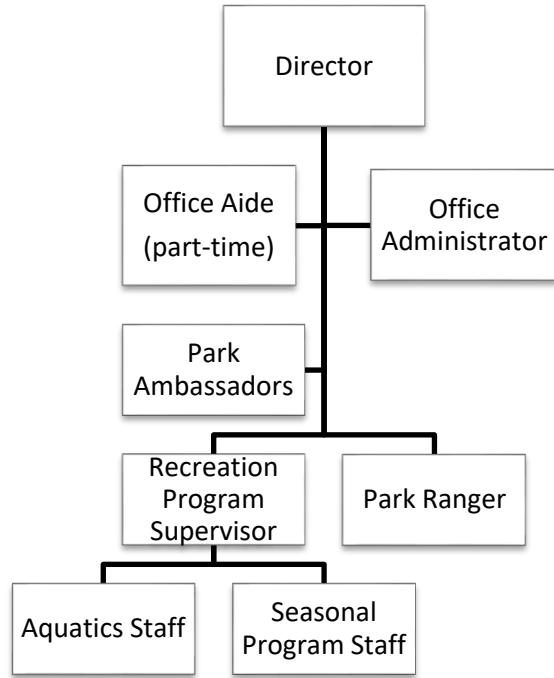 Director
Office Aide
(part-time)
Office
Administrator
Park
Ambassadors
Recreation
Program
Supervisor
Park Ranger
Aquatics Staff
Seasonal
Program Staff